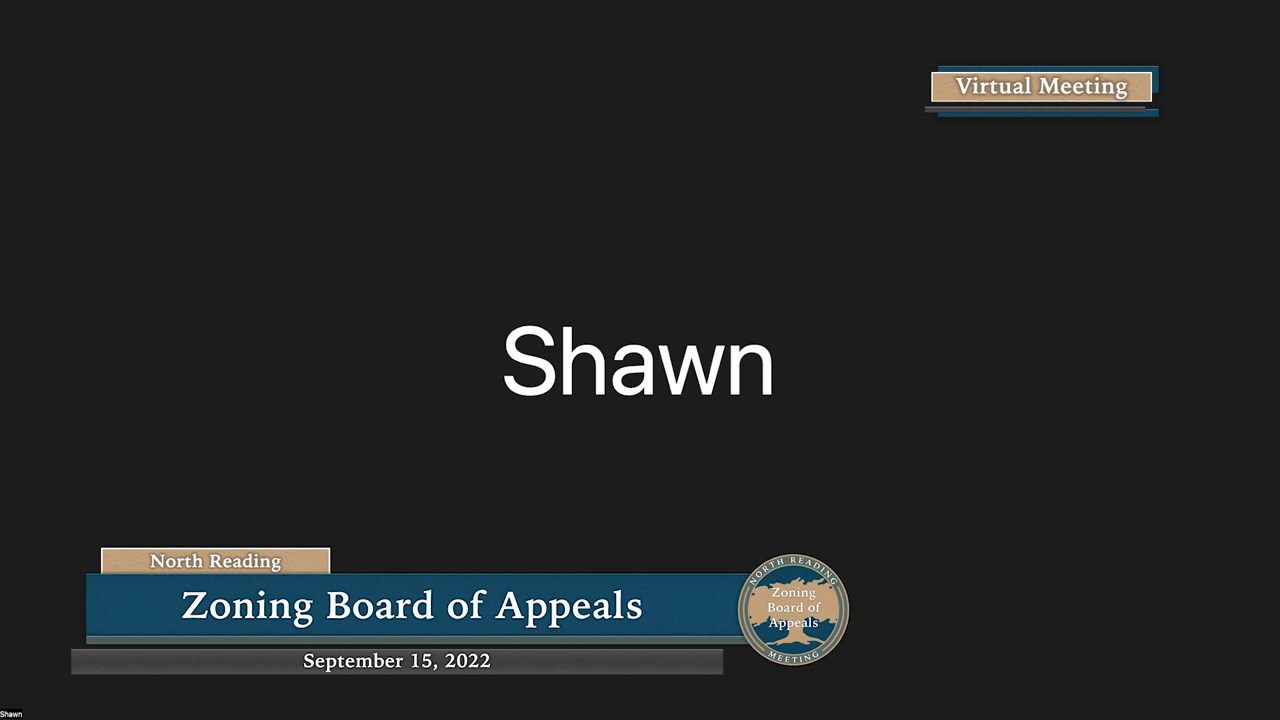 Virtual Meeting
Shawn
North Reading
Zoning Board of Appeals
September 15, 2022
NORTH READING
Zoning
Board of
Appeals
MEETING
Shawn